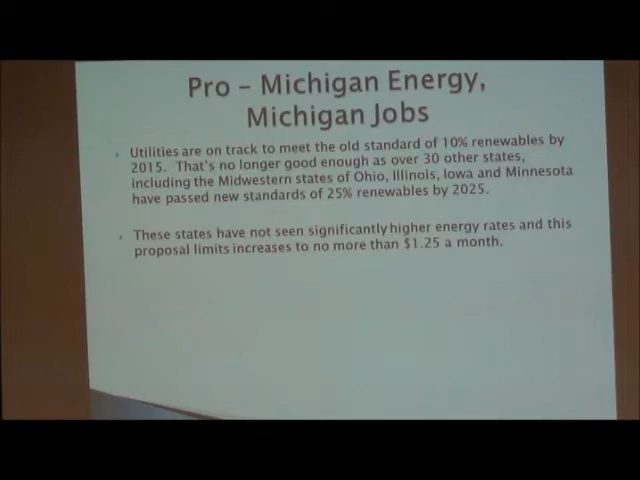 Pro – Michigan Energy,
Michigan Jobs
Utilities are on track to meet the old standard of 10% renewables by
2015. That's no longer good enough as over 30 other states,
including the Midwestern states of Ohio, Illinois, Iowa and Minnesota
have passed new standards of 25% renewables by 2025.
These states have not seen significantly higher energy rates and this
proposal limits increases to no more than $1.25 a month.